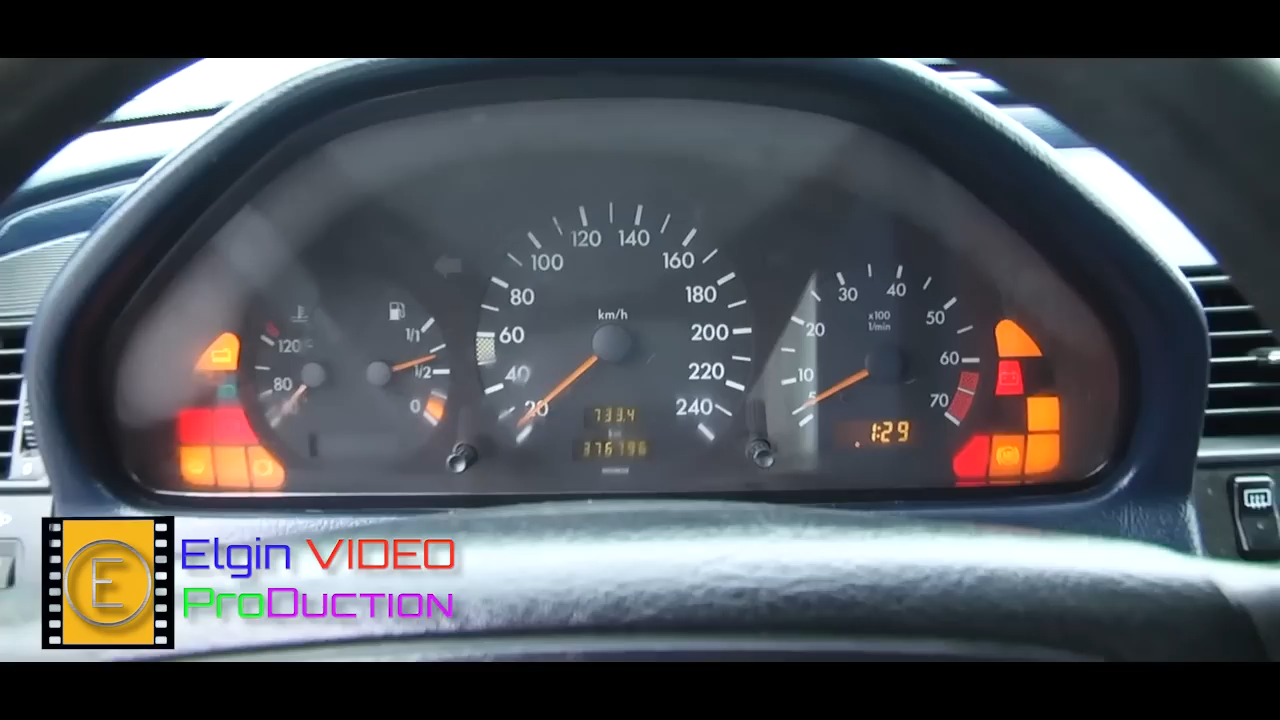 120 140
100 160
80 180
60 km/h 200
40 220
20 240
733.4
km
376796
1/1
120°C
1/2
80
0
30 40
20 x100 50
1/min
60
10
70
5
1:29
E
Elgin VIDEO
ProDuction